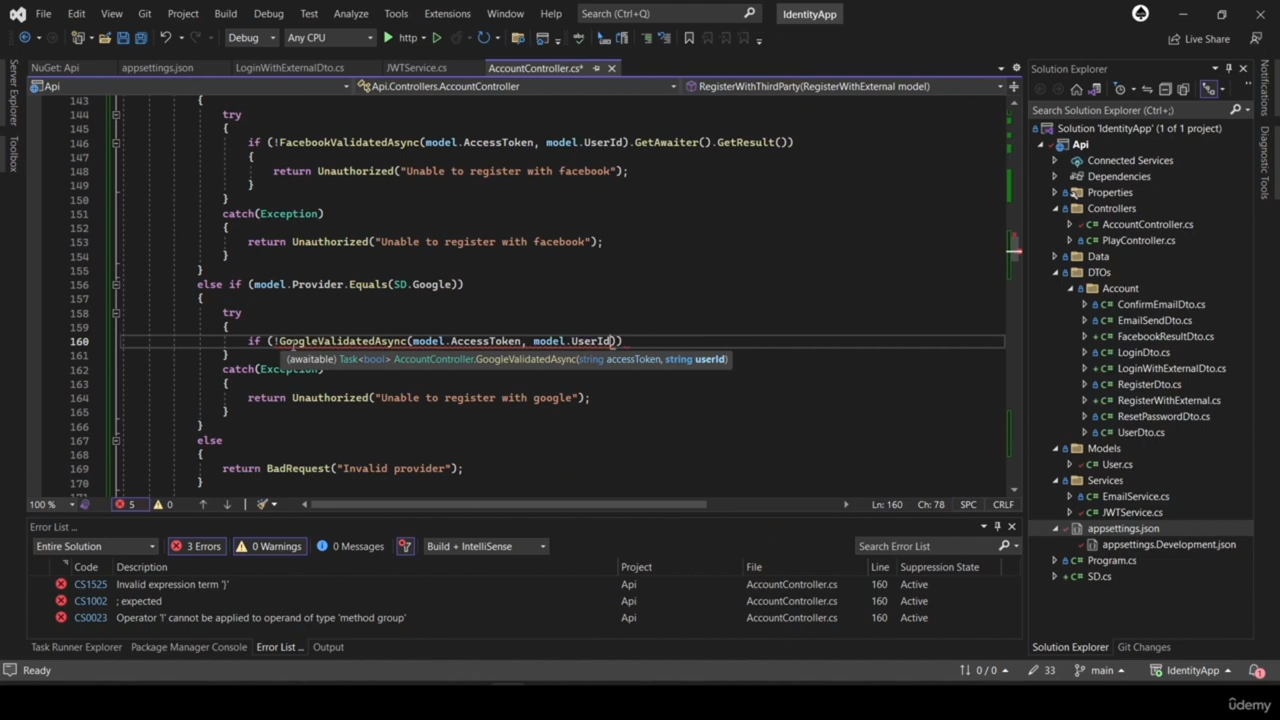 File Edit View Git Project Build Debug Test Analyze Tools Extensions Window Help Search (Ctrl+Q) IdentityApp
Debug Any CPU http Live Share
Server Explorer
Toolbox
NuGet: Api appsettings.json LoginWithExternalDto.cs JWTService.cs AccountController.cs*
Api Api.Controllers.AccountController RegisterWithThirdParty(RegisterWithExternal model)
143 {
144 try
145 {
146 if (!FacebookValidatedAsync(model.AccessToken, model.UserId).GetAwaiter().GetResult())
147 {
148 return Unauthorized("Unable to register with facebook");
149 }
150 }
151 catch(Exception)
152 {
153 return Unauthorized("Unable to register with facebook");
154 }
155 }
156 else if (model.Provider.Equals(SD.Google))
157 {
158 try
159 {
160 if (!GoogleValidatedAsync(model.AccessToken, model.UserId))
(awaitable) Task<bool> AccountController.GoogleValidatedAsync(string accessToken, string userId)
161 }
162 catch(Exception)
163 {
164 return Unauthorized("Unable to register with google");
165 }
166 }
167 else
168 {
169 return BadRequest("Invalid provider");
170 }
100 % 5 0 Ln: 160 Ch: 78 SPC CRLF
Error List ...
Entire Solution 3 Errors 0 Warnings 0 Messages Build + IntelliSense Search Error List
Code Description Project File Line Suppression State
CS1525 Invalid expression term '}' Api AccountController.cs 160 Active
CS1002 ; expected Api AccountController.cs 160 Active
CS0023 Operator '!' cannot be applied to operand of type 'method group' Api AccountController.cs 160 Active
Task Runner Explorer Package Manager Console Error List ... Output
Solution Explorer
Search Solution Explorer (Ctrl+;)
Solution 'IdentityApp' (1 of 1 project)
Api
Connected Services
Dependencies
Properties
Controllers
AccountController.cs
PlayController.cs
Data
DTOs
Account
ConfirmEmailDto.cs
EmailSendDto.cs
FacebookResultDto.cs
LoginDto.cs
LoginWithExternalDto.cs
RegisterDto.cs
RegisterWithExternal.cs
ResetPasswordDto.cs
UserDto.cs
Models
User.cs
Services
EmailService.cs
JWTService.cs
appsettings.json
appsettings.Development.json
Program.cs
SD.cs
Solution Explorer Git Changes
Notifications
Diagnostic Tools
Ready 0 / 0 33 main IdentityApp 1
ûdemy